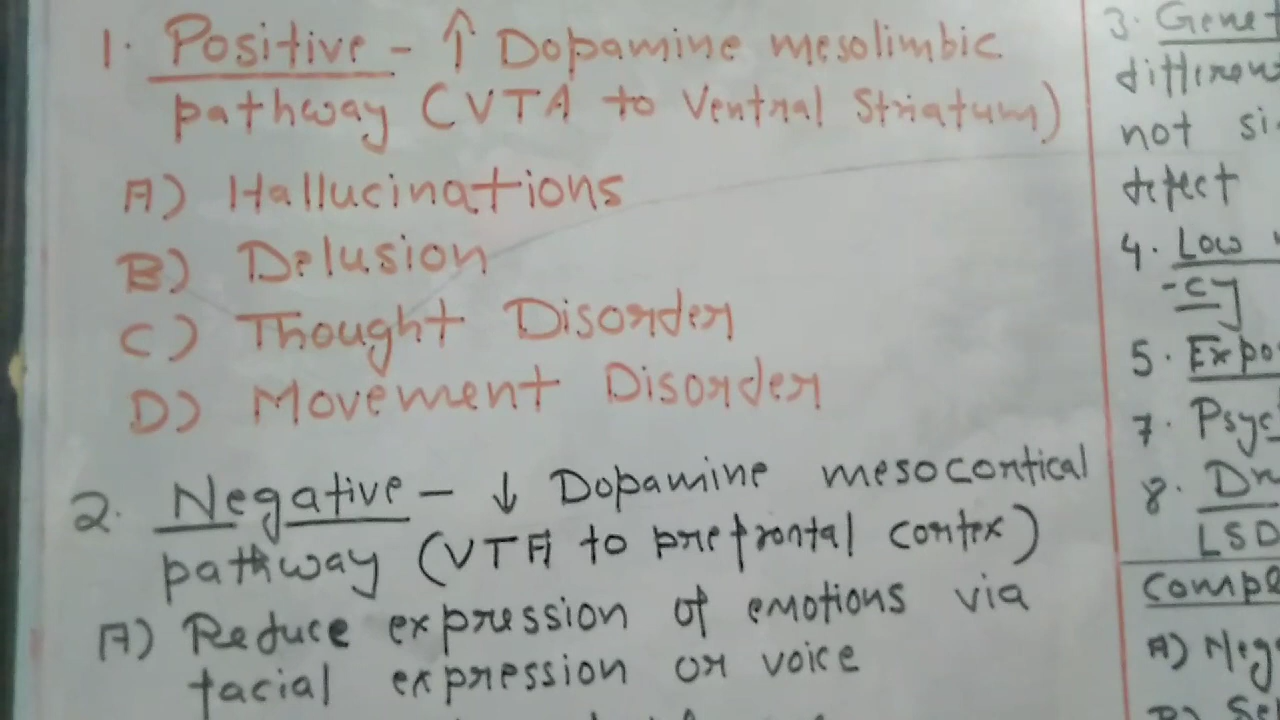 1. Positive - ↑ Dopamine mesolimbic
pathway (VTA to Ventral Striatum)
A) Hallucinations
B) Delusion
C) Thought Disorder
D) Movement Disorder
2. Negative - ↓ Dopamine mesocortical
pathway (VTA to prefrontal cortex)
A) Reduce expression of emotions via
facial expression or voice
3.
not
defect
4. Low
-cy
5.
7.
8.
LSD
A)